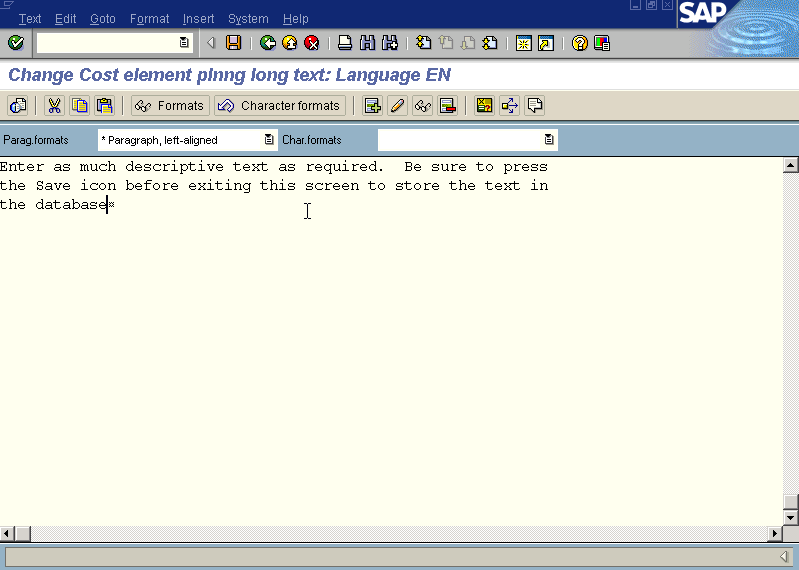 Text Edit Goto Format Insert System Help
SAP
Change Cost element plnng long text: Language EN
Formats Character formats
Parag.formats * Paragraph, left-aligned Char.formats
Enter as much descriptive text as required.  Be sure to press
the Save icon before exiting this screen to store the text in
the database¤